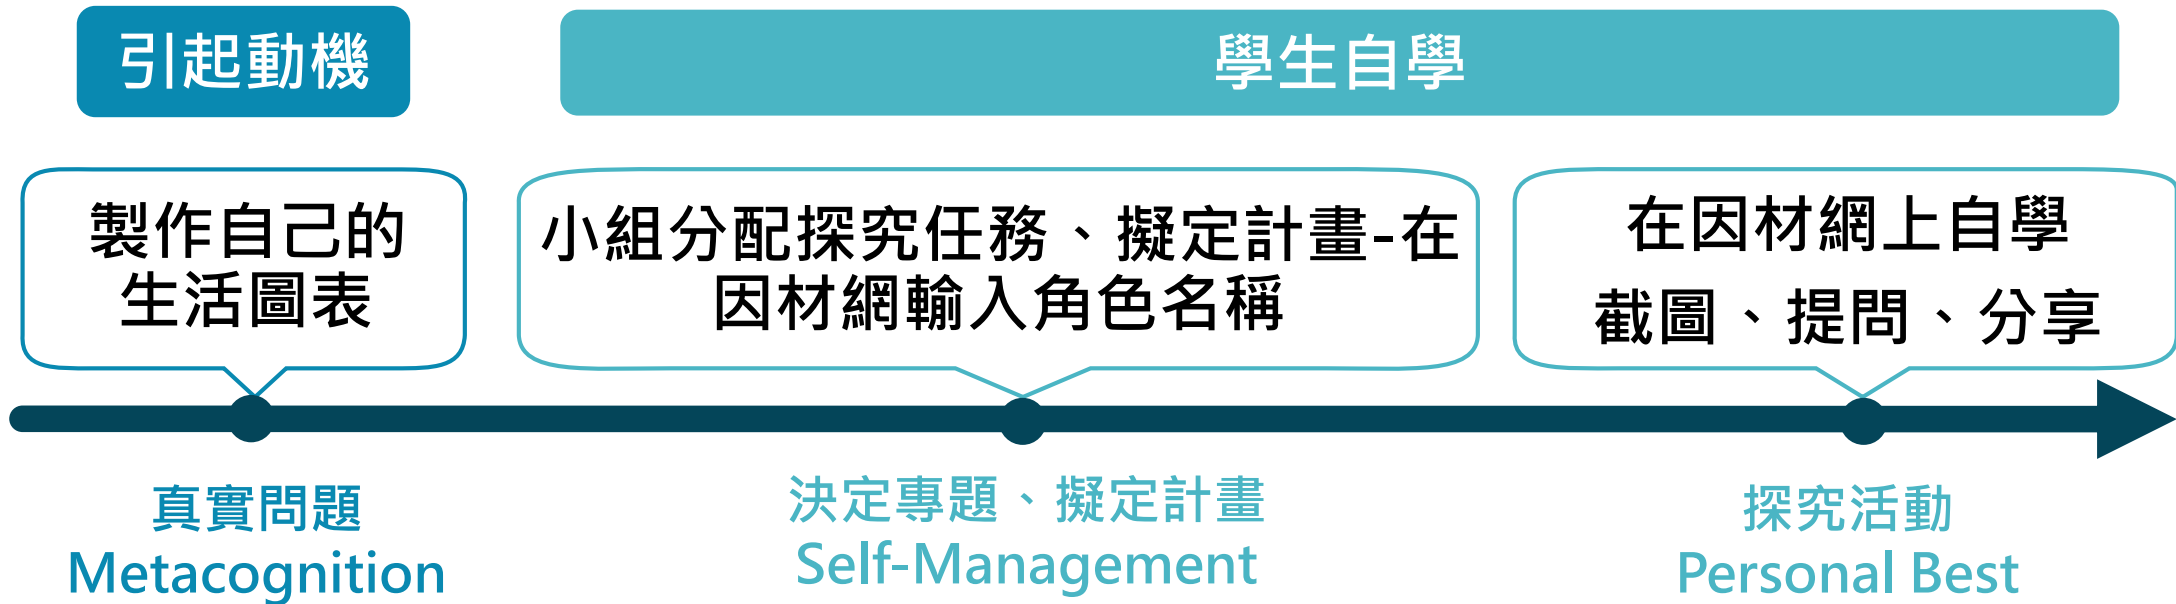 引起動機
學生自學
製作自己的
生活圖表
小組分配探究任務、擬定計畫-在
因材網輸入角色名稱
在因材網上自學
截圖、提問、分享
真實問題
Metacognition
決定專題、擬定計畫
Self-Management
探究活動
Personal Best